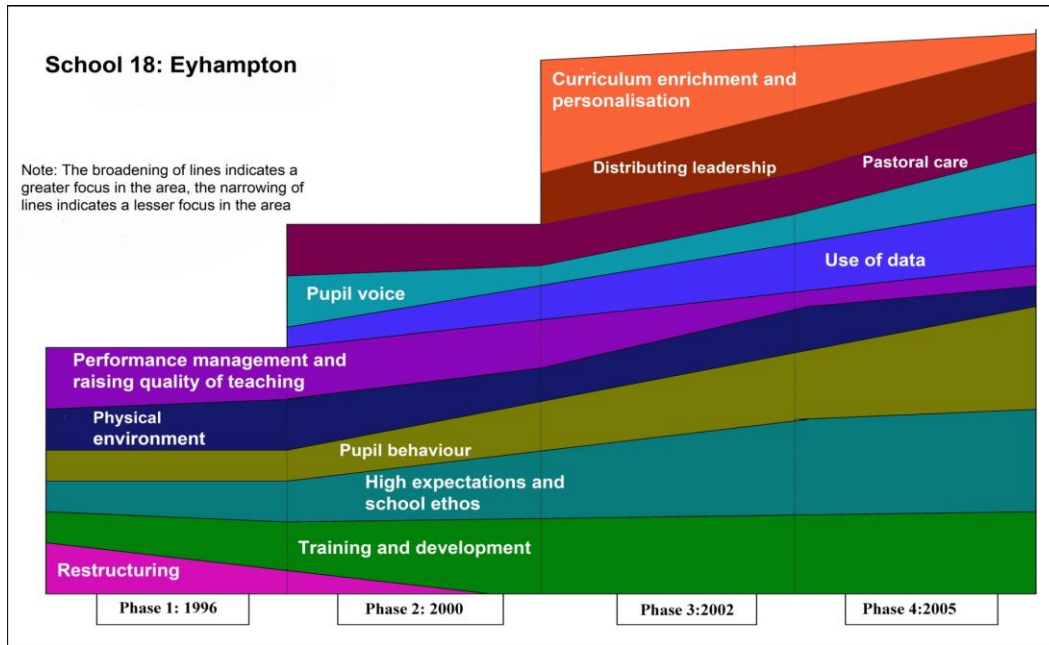 School 18: Eyhampton
Note: The broadening of lines indicates a
greater focus in the area, the narrowing of
lines indicates a lesser focus in the area
Curriculum enrichment and
personalisation
Distributing leadership
Pastoral care
Pupil voice
Use of data
Performance management and
raising quality of teaching
Physical
environment
Pupil behaviour
High expectations and
school ethos
Training and development
Restructuring
Phase 1: 1996
Phase 2: 2000
Phase 3:2002
Phase 4:2005